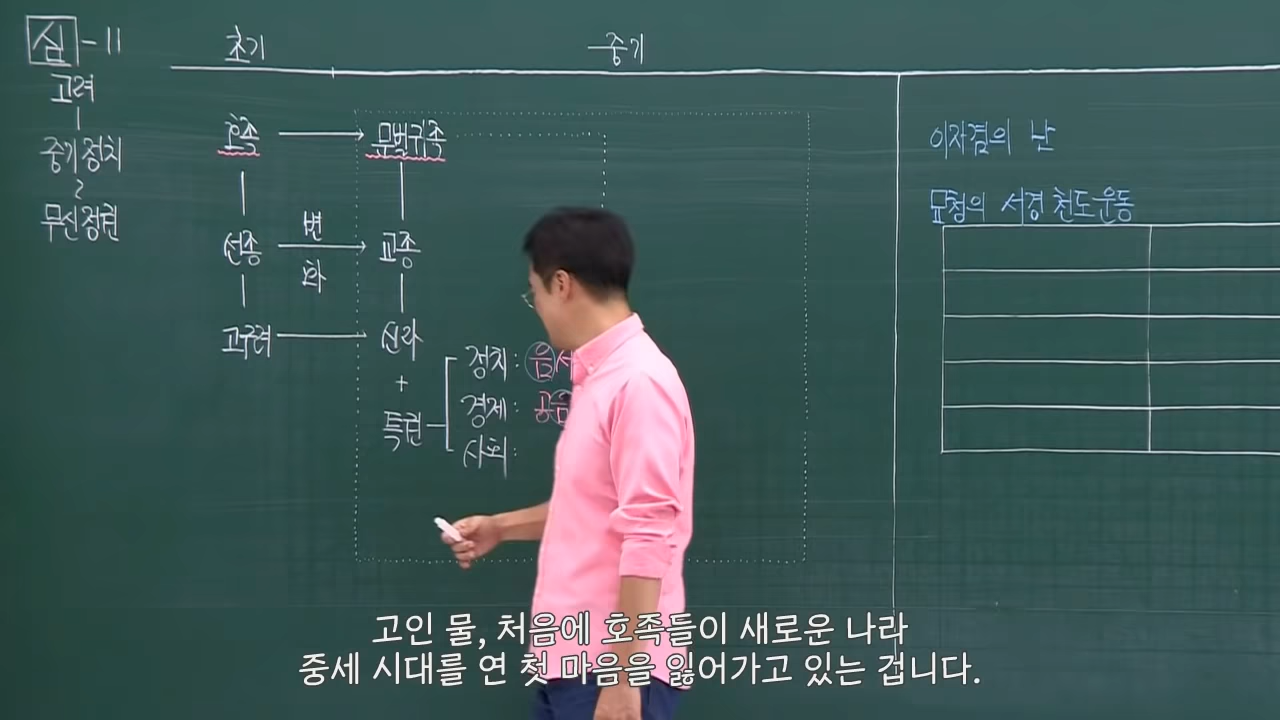 심-11
고려
중기 정치
~
무신정권
초기
중기
호족 → 문벌귀족
선종 변화 → 교종
고구려 → 신라
+
특권
정치: 음서
경제: 공음
사회:
이자겸의 난
묘청의 서경 천도 운동
고인 물, 처음에 호족들이 새로운 나라
중세 시대를 연 첫 마음을 잃어가고 있는 겁니다.